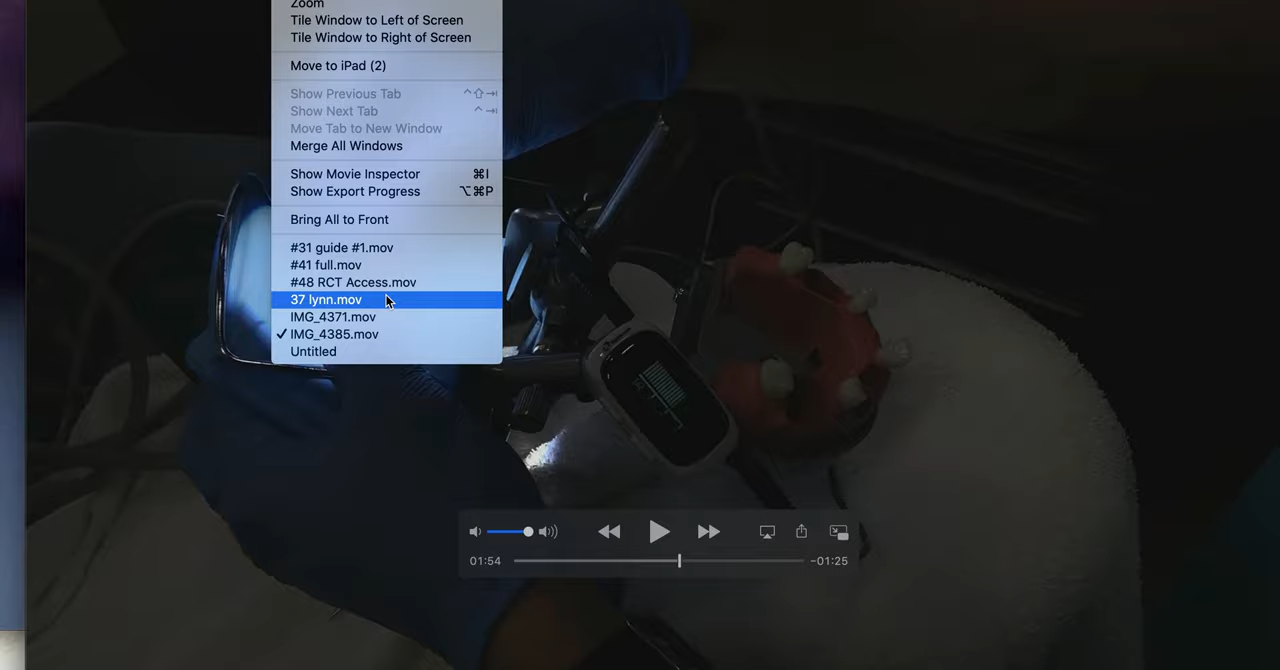 Zoom
Tile Window to Left of Screen
Tile Window to Right of Screen
Move to iPad (2)
Show Previous Tab ⌃⇧⇥
Show Next Tab ⌃⇥
Move Tab to New Window
Merge All Windows
Show Movie Inspector ⌘I
Show Export Progress ⌥⌘P
Bring All to Front
#31 guide #1.mov
#41 full.mov
#48 RCT Access.mov
37 lynn.mov
IMG_4371.mov
✓ IMG_4385.mov
Untitled
01:54 −01:25